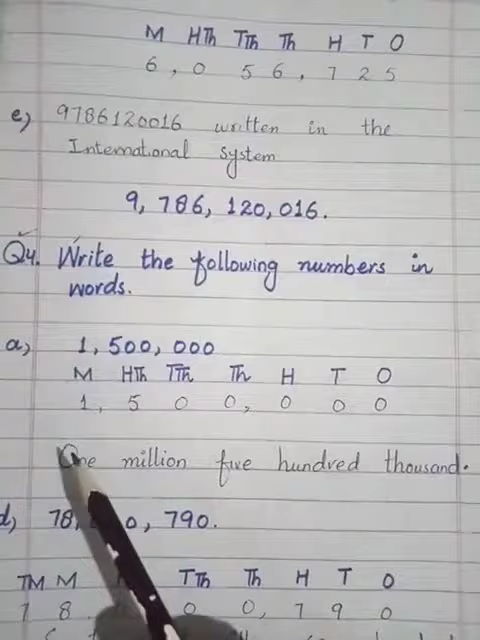 M HTh TTh Th H T O
6, 0 5 6, 7 2 5
e) 9786120016 written in the
International system
9, 786, 120, 016.
Q4. Write the following numbers in
words.
a) 1, 500, 000
M HTh TTh Th H T O
1, 5 0 0, 0 0 0
One million five hundred thousand.
d) 78, 0, 790.
TM M TTh Th H T O
7 8 0 0, 7 9 0